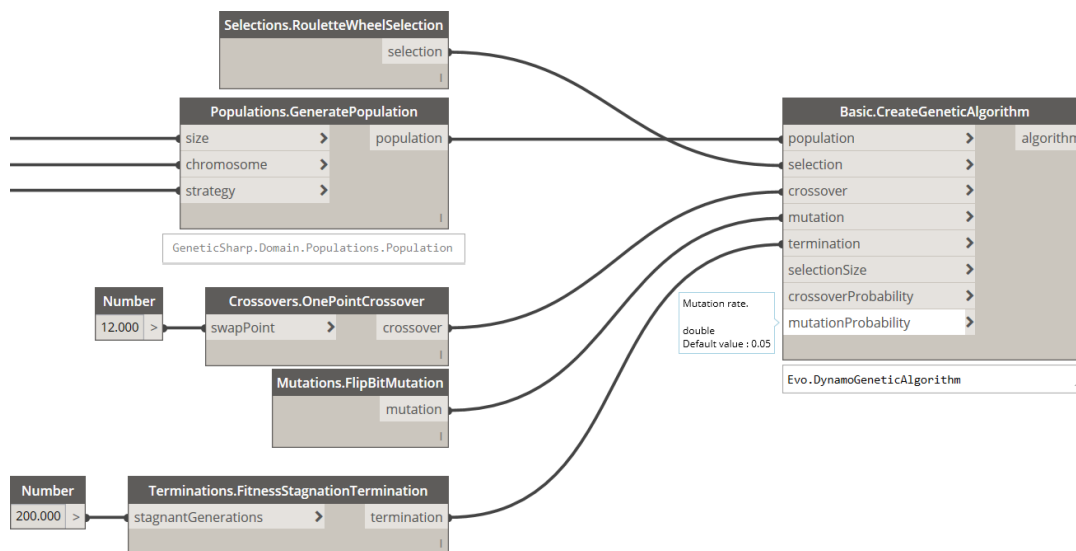 Selections.RouletteWheelSelection
selection
Populations.GeneratePopulation
size
population
chromosome
strategy
GeneticSharp.Domain.Populations.Population
Number
12.000 >
Crossovers.OnePointCrossover
swapPoint
crossover
Mutations.FlipBitMutation
mutation
Number
200.000 >
Terminations.FitnessStagnationTermination
stagnantGenerations
termination
Basic.CreateGeneticAlgorithm
population
algorithm
selection
crossover
mutation
termination
selectionSize
crossoverProbability
mutationProbability
Mutation rate.
double
Default value : 0.05
Evo.DynamoGeneticAlgorithm